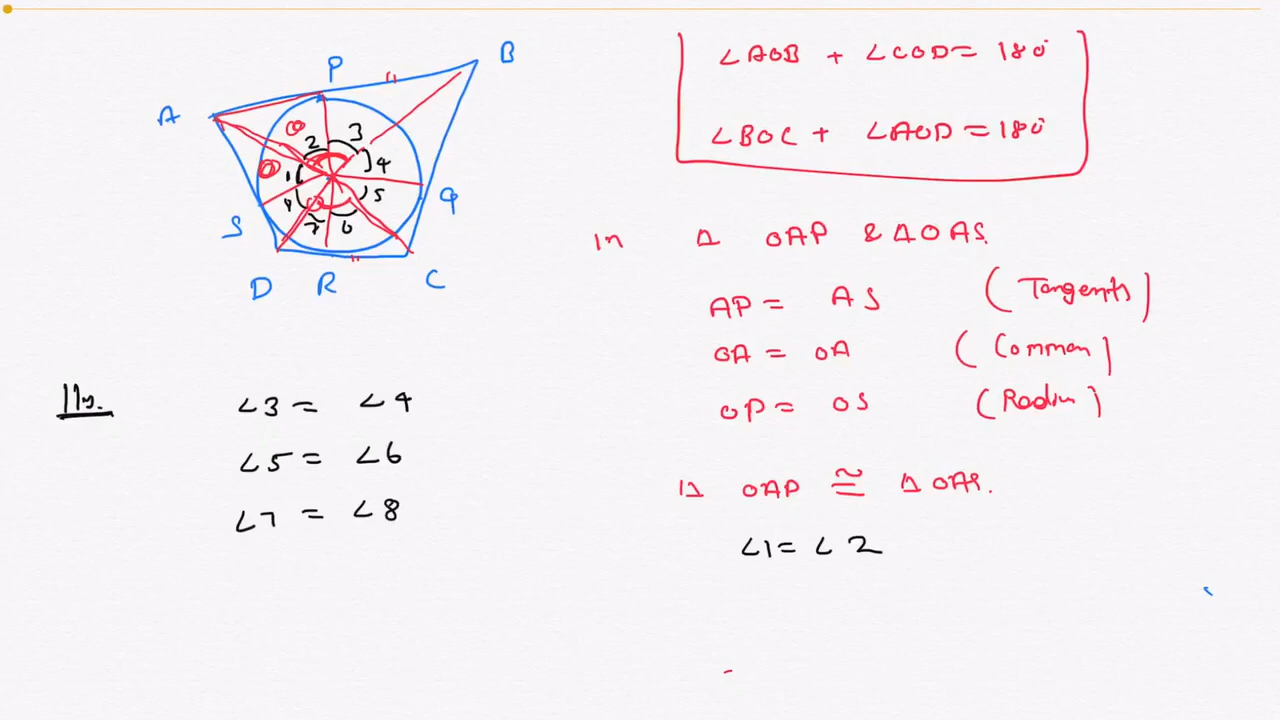 B
P
A
3
2
4
1
5
8
7
6
Q
S
D R C
∠AOB + ∠COD = 180°
∠BOC + ∠AOD = 180°
In Δ OAP & Δ OAS.
AP = AS (Tangents)
OA = OA (Common)
OP = OS (Radius)
Δ OAP ≅ Δ OAS.
∠1 = ∠2
lly.
∠3 = ∠4
∠5 = ∠6
∠7 = ∠8